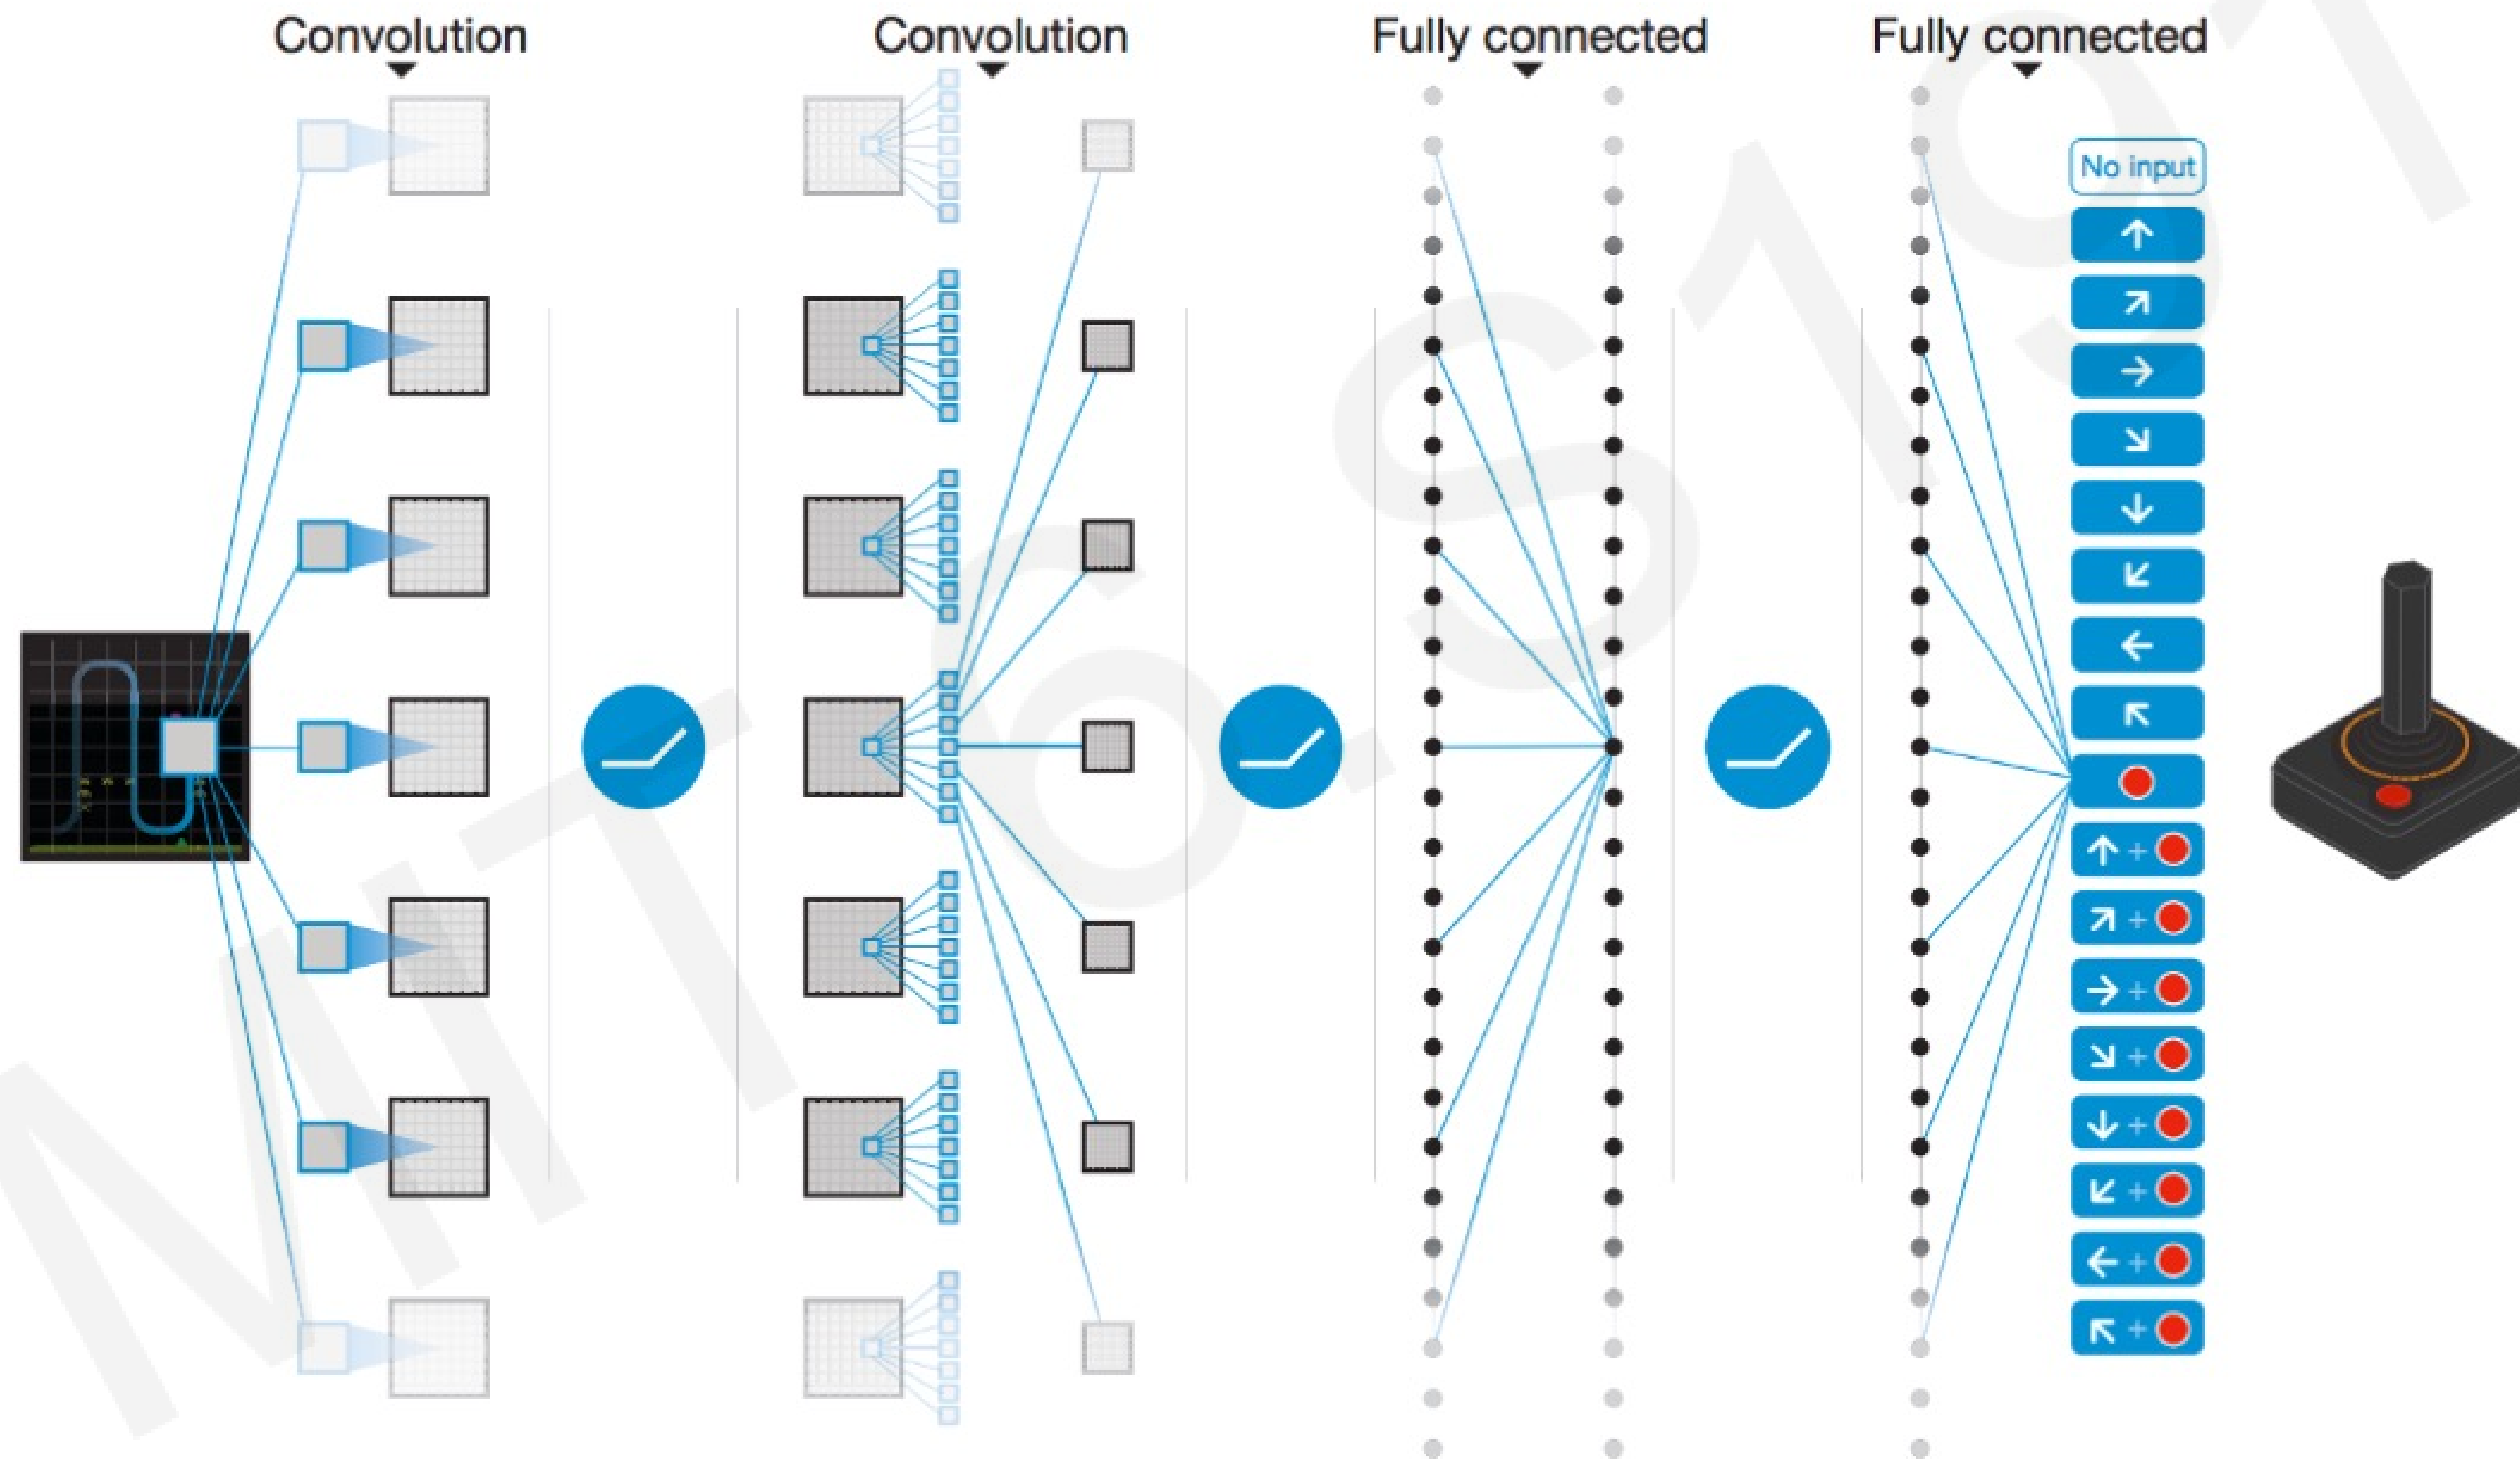 Convolution
Convolution
Fully connected
Fully connected
No input
↑
↗
→
↘
↓
↙
←
↖
↑ +
↗ +
→ +
↘ +
↓ +
↙ +
← +
↖ +
MIT 6.S191